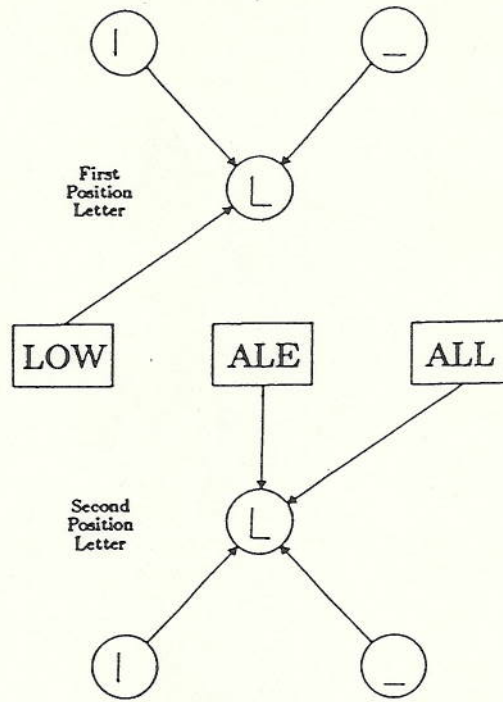 | _
L
First
Position
Letter
LOW ALE ALL
L
Second
Position
Letter
| _